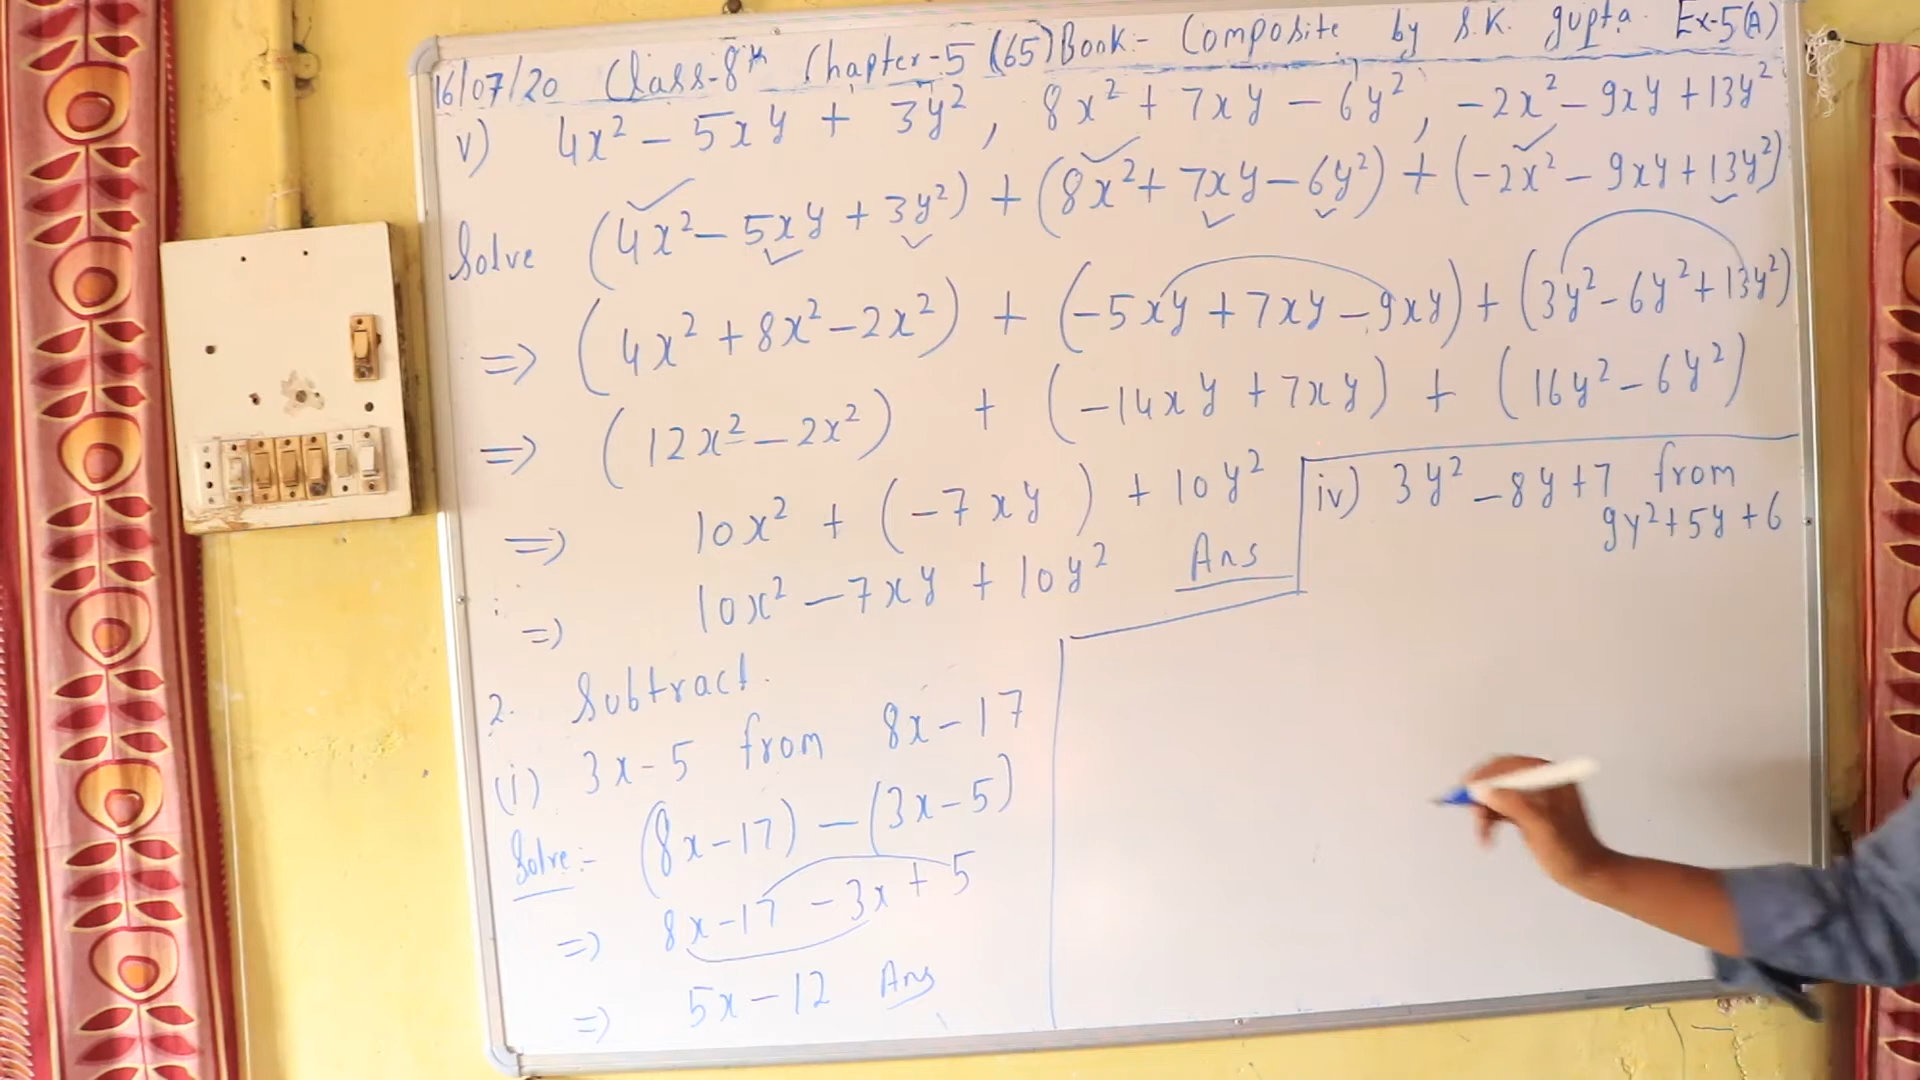 16/07/20 Class-8th Chapter-5 (65) Book:- Composite by S.K. gupta. Ex-5(A)
v) 4x² - 5xy + 3y², 8x² + 7xy - 6y², -2x² - 9xy + 13y²
Solve (4x² - 5xy + 3y²) + (8x² + 7xy - 6y²) + (-2x² - 9xy + 13y²)
=> (4x² + 8x² - 2x²) + (-5xy + 7xy - 9xy) + (3y² - 6y² + 13y²)
=> (12x² - 2x²) + (-14xy + 7xy) + (16y² - 6y²)
=> 10x² + (-7xy) + 10y²
=> 10x² - 7xy + 10y² Ans
iv) 3y² - 8y + 7 from
9y² + 5y + 6
2. Subtract.
(i) 3x - 5 from 8x - 17
Solve:- (8x - 17) - (3x - 5)
=> 8x - 17 - 3x + 5
=> 5x - 12 Ans